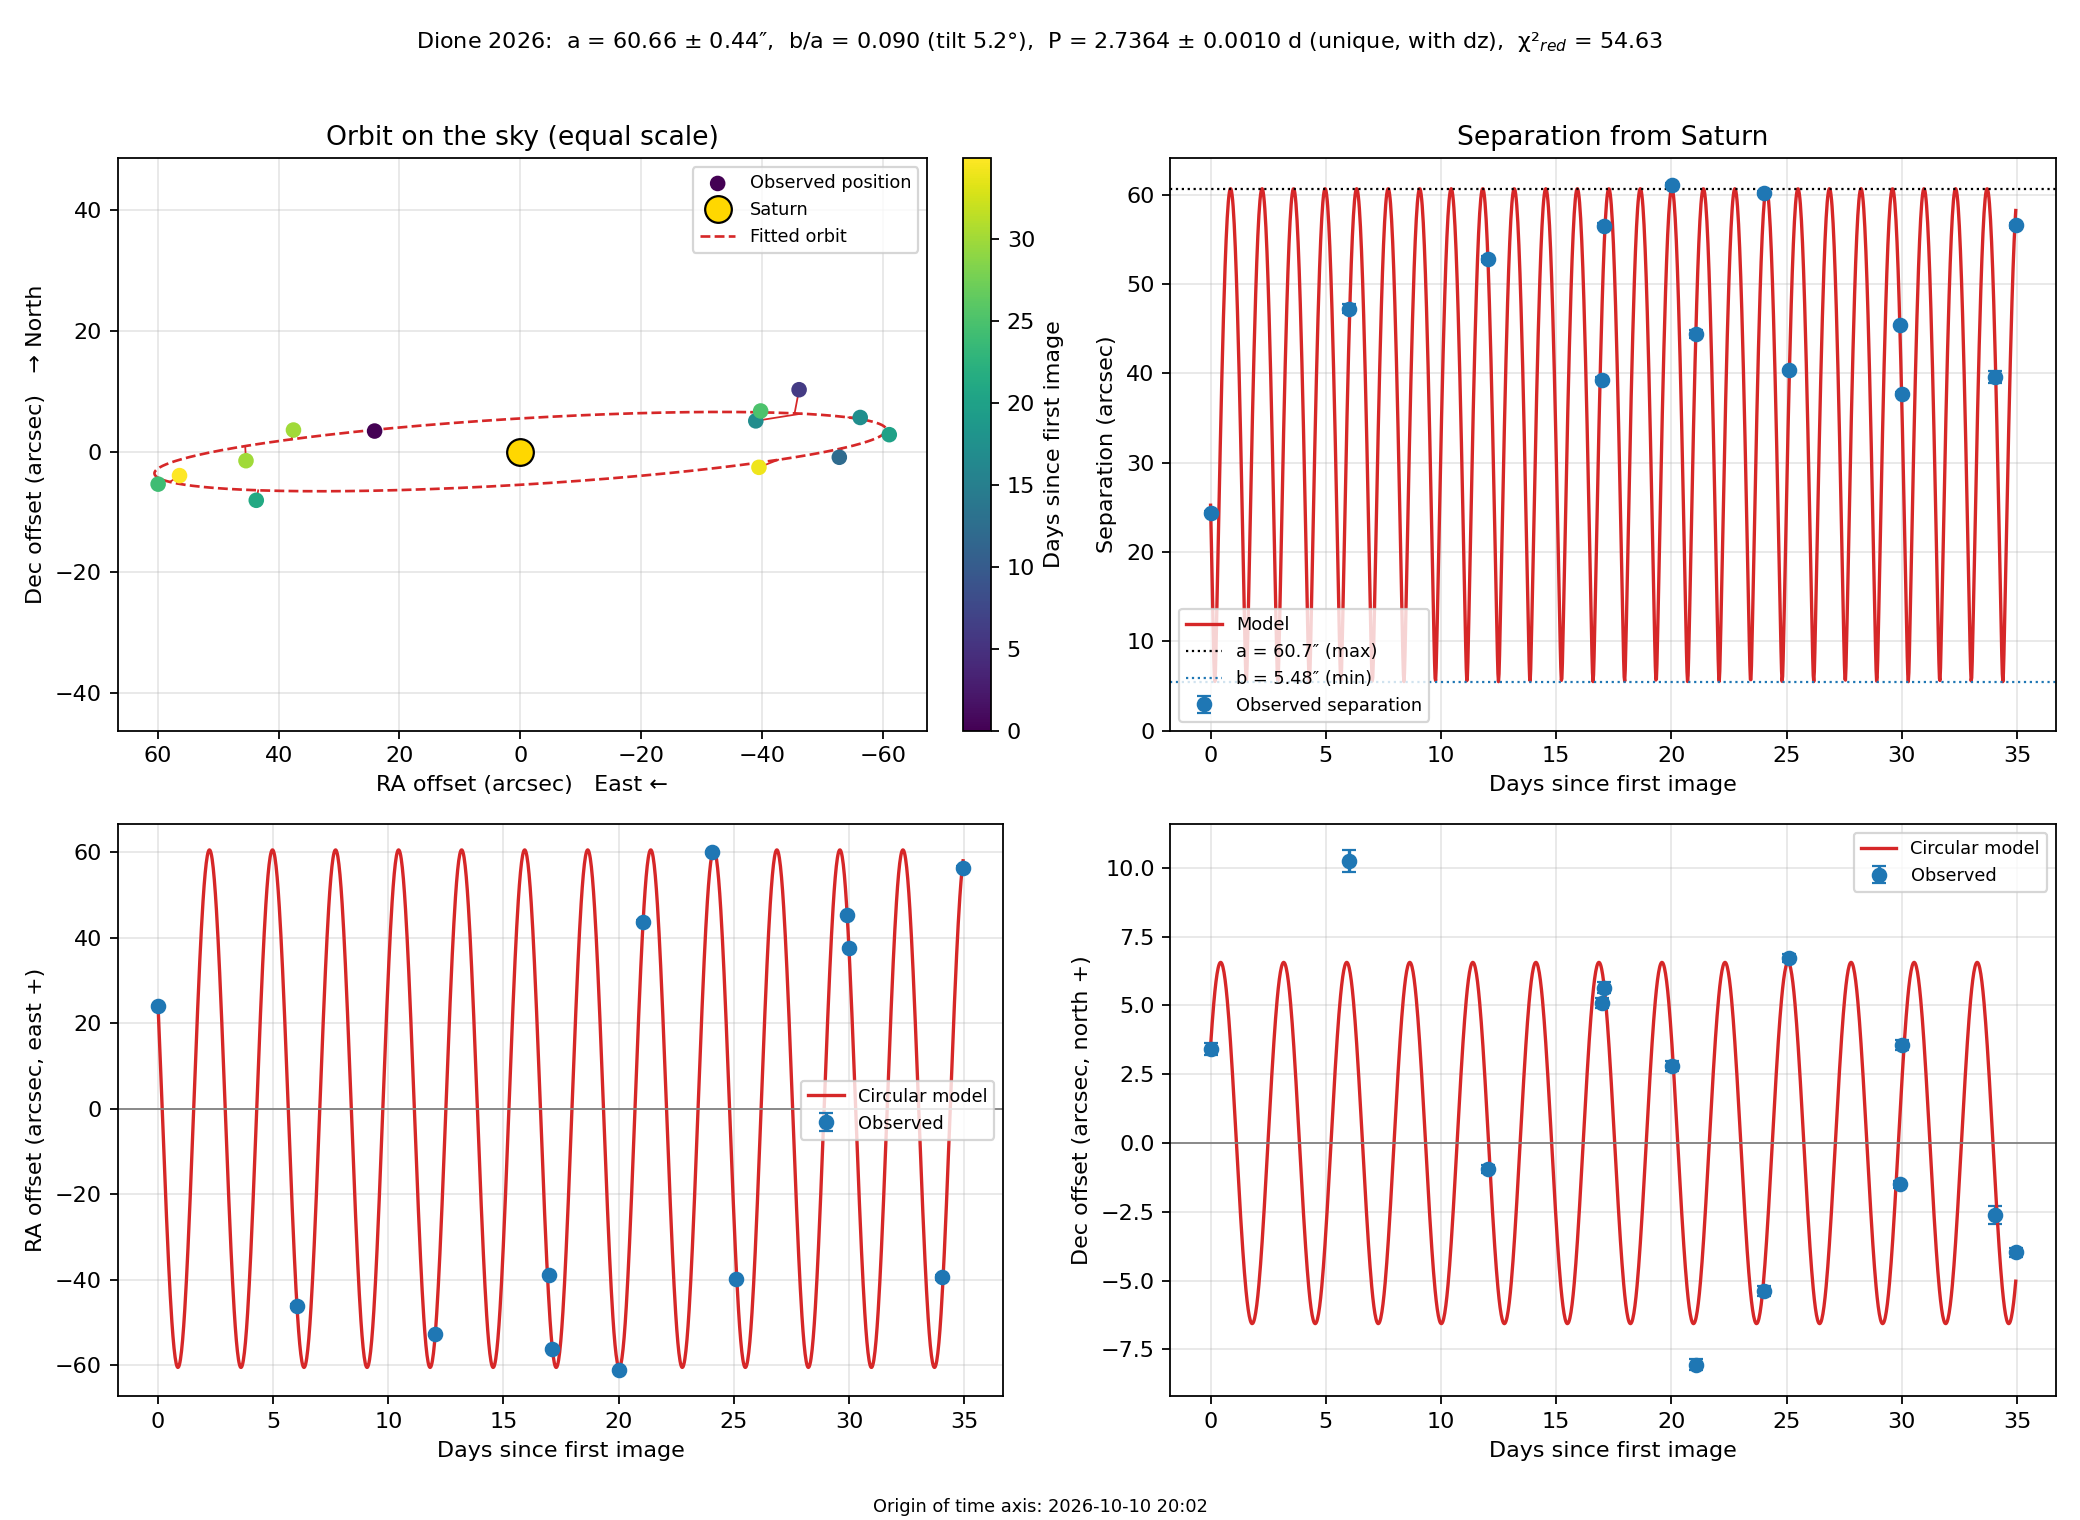 Dione 2026:  a = 60.66 ± 0.44″,  b/a = 0.090 (tilt 5.2°),  P = 2.7364 ± 0.0010 d (unique, with dz),  χ²red = 54.63
Orbit on the sky (equal scale)
Observed position
Saturn
Fitted orbit
40
20
0
−20
−40
Dec offset (arcsec)   → North
60
40
20
0
−20
−40
−60
RA offset (arcsec)   East ←
30
25
20
15
10
5
0
Days since first image
Separation from Saturn
60
50
40
30
20
10
0
Separation (arcsec)
Model
a = 60.7″ (max)
b = 5.48″ (min)
Observed separation
0
5
10
15
20
25
30
35
Days since first image
60
40
20
0
−20
−40
−60
RA offset (arcsec, east +)
Circular model
Observed
0
5
10
15
20
25
30
35
Days since first image
10.0
7.5
5.0
2.5
0.0
−2.5
−5.0
−7.5
Dec offset (arcsec, north +)
Circular model
Observed
0
5
10
15
20
25
30
35
Days since first image
Origin of time axis: 2026-10-10 20:02